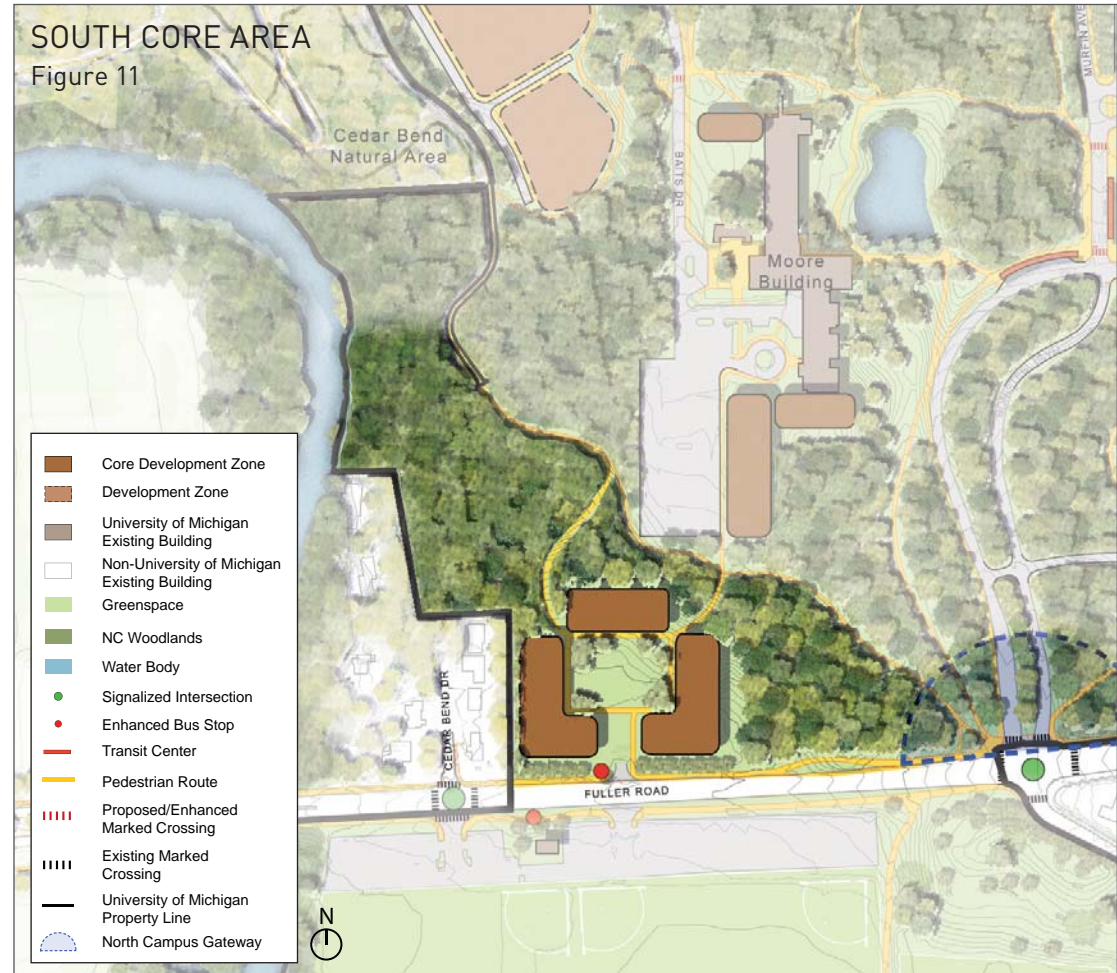 SOUTH CORE AREA
Figure 11
MURFIN AVE
Cedar Bend
Natural Area
BAITS DR
Moore
Building
Core Development Zone
Development Zone
University of Michigan
Existing Building
Non-University of Michigan
Existing Building
Greenspace
NC Woodlands
Water Body
Signalized Intersection
Enhanced Bus Stop
Transit Center
Pedestrian Route
Proposed/Enhanced
Marked Crossing
Existing Marked
Crossing
University of Michigan
Property Line
North Campus Gateway
CEDAR BEND DR
FULLER ROAD
N